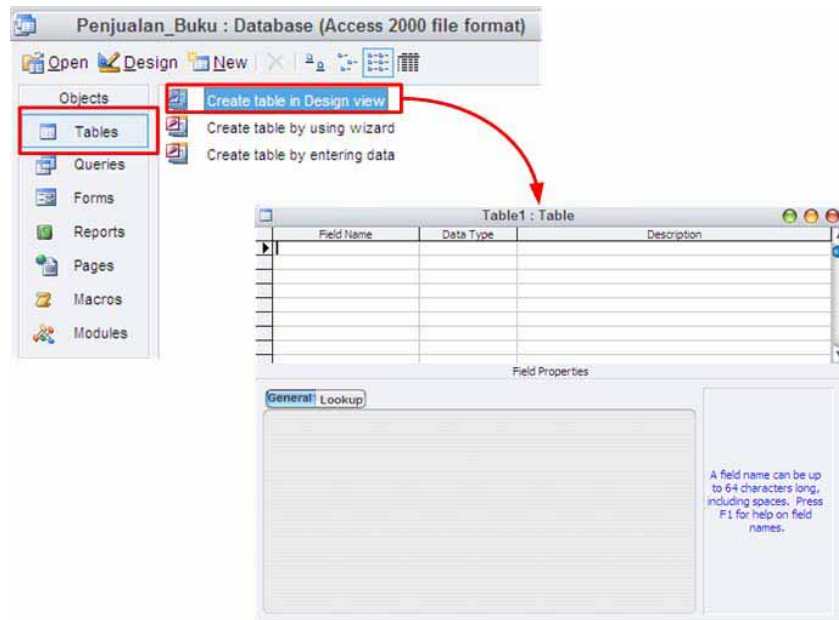 Penjualan_Buku : Database (Access 2000 file format)
Open Design New
Objects
Tables
Queries
Forms
Reports
Pages
Macros
Modules
Create table in Design view
Create table by using wizard
Create table by entering data
Table1 : Table
Field Name Data Type Description
Field Properties
General Lookup
A field name can be up
to 64 characters long,
including spaces. Press
F1 for help on field
names.